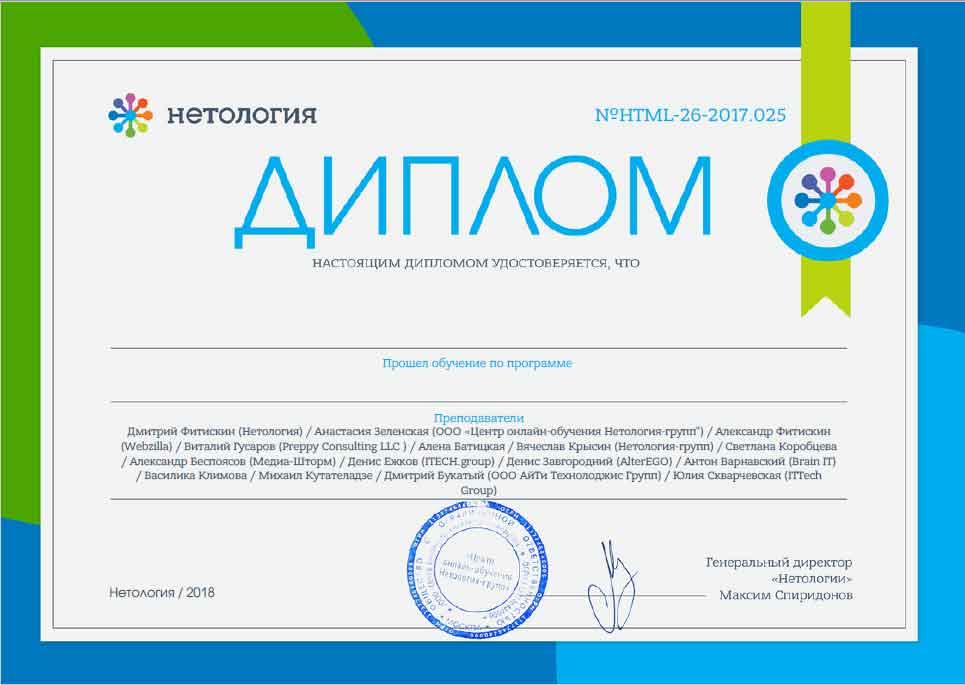 нетология
№HTML-26-2017.025
ДИПЛОМ
НАСТОЯЩИМ ДИПЛОМОМ УДОСТОВЕРЯЕТСЯ, ЧТО
Прошел обучение по программе
Преподаватели
Дмитрий Фитискин (Нетология) / Анастасия Зеленская (ООО «Центр онлайн-обучения Нетология-групп") / Александр Фитискин
(Webzilla) / Виталий Гусаров (Preppy Consulting LLC ) / Алена Батицкая / Вячеслав Крысин (Нетология-групп) / Светлана Коробцева
/ Александр Беспоясов (Медиа-Шторм) / Денис Ежков (ITECH.group) / Денис Завгородний (AlterEGO) / Антон Варнавский (Brain IT)
/ Василика Климова / Михаил Кутателадзе / Дмитрий Букатый (ООО АйТи Технолоджис Групп) / Юлия Скварчевская (ITTech
Group)
«Центр
онлайн-обучения
Нетология-групп»
МОСКВА
Генеральный директор
«Нетологии»
Максим Спиридонов
Нетология / 2018